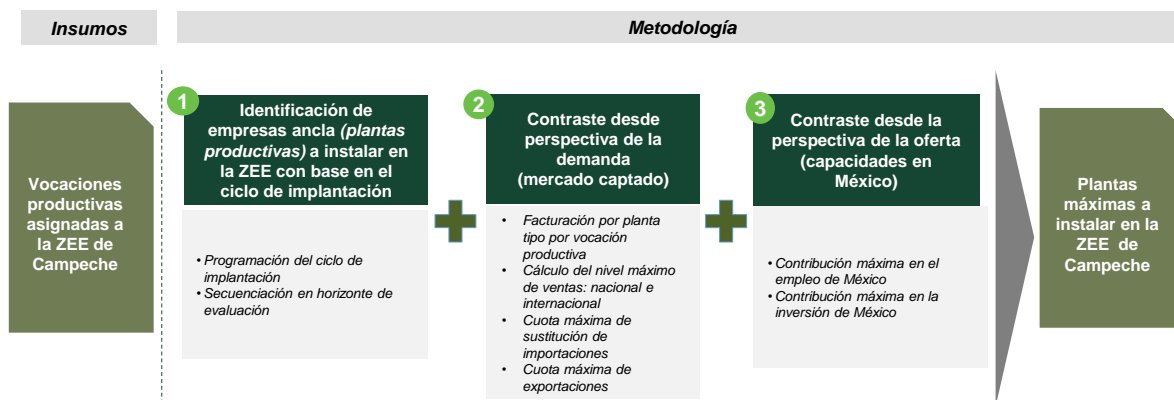 Insumos
Metodología
Vocaciones
productivas
asignadas a
la ZEE de
Campeche
1
Identificación de
empresas ancla (plantas
productivas) a instalar en
la ZEE con base en el
ciclo de implantación
• Programación del ciclo de
implantación
• Secuenciación en horizonte de
evaluación
2
Contraste desde
perspectiva de la
demanda
(mercado captado)
• Facturación por planta
tipo por vocación
productiva
• Cálculo del nivel máximo
de ventas: nacional e
internacional
• Cuota máxima de
sustitución de
importaciones
• Cuota máxima de
exportaciones
3
Contraste desde la
perspectiva de la oferta
(capacidades en
México)
• Contribución máxima en el
empleo de México
• Contribución máxima en la
inversión de México
Plantas
máximas a
instalar en la
ZEE de
Campeche